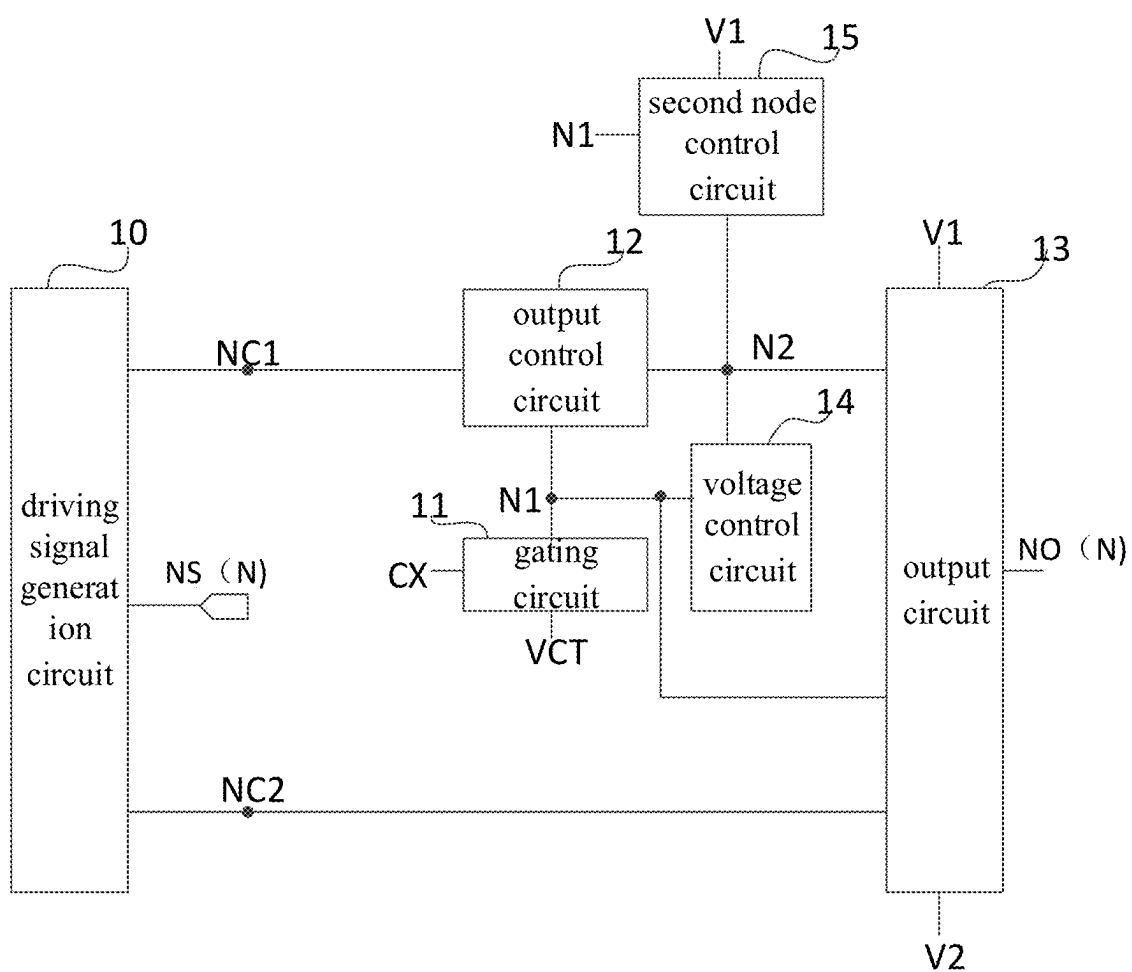 V1
15
second node
control
circuit
N1
10
12
V1
13
output
control
circuit
NC1
N2
14
voltage
control
circuit
N1
11
gating
circuit
CX
VCT
driving
signal
generat
ion
circuit
NS（N)
output
circuit
NO（N)
NC2
V2